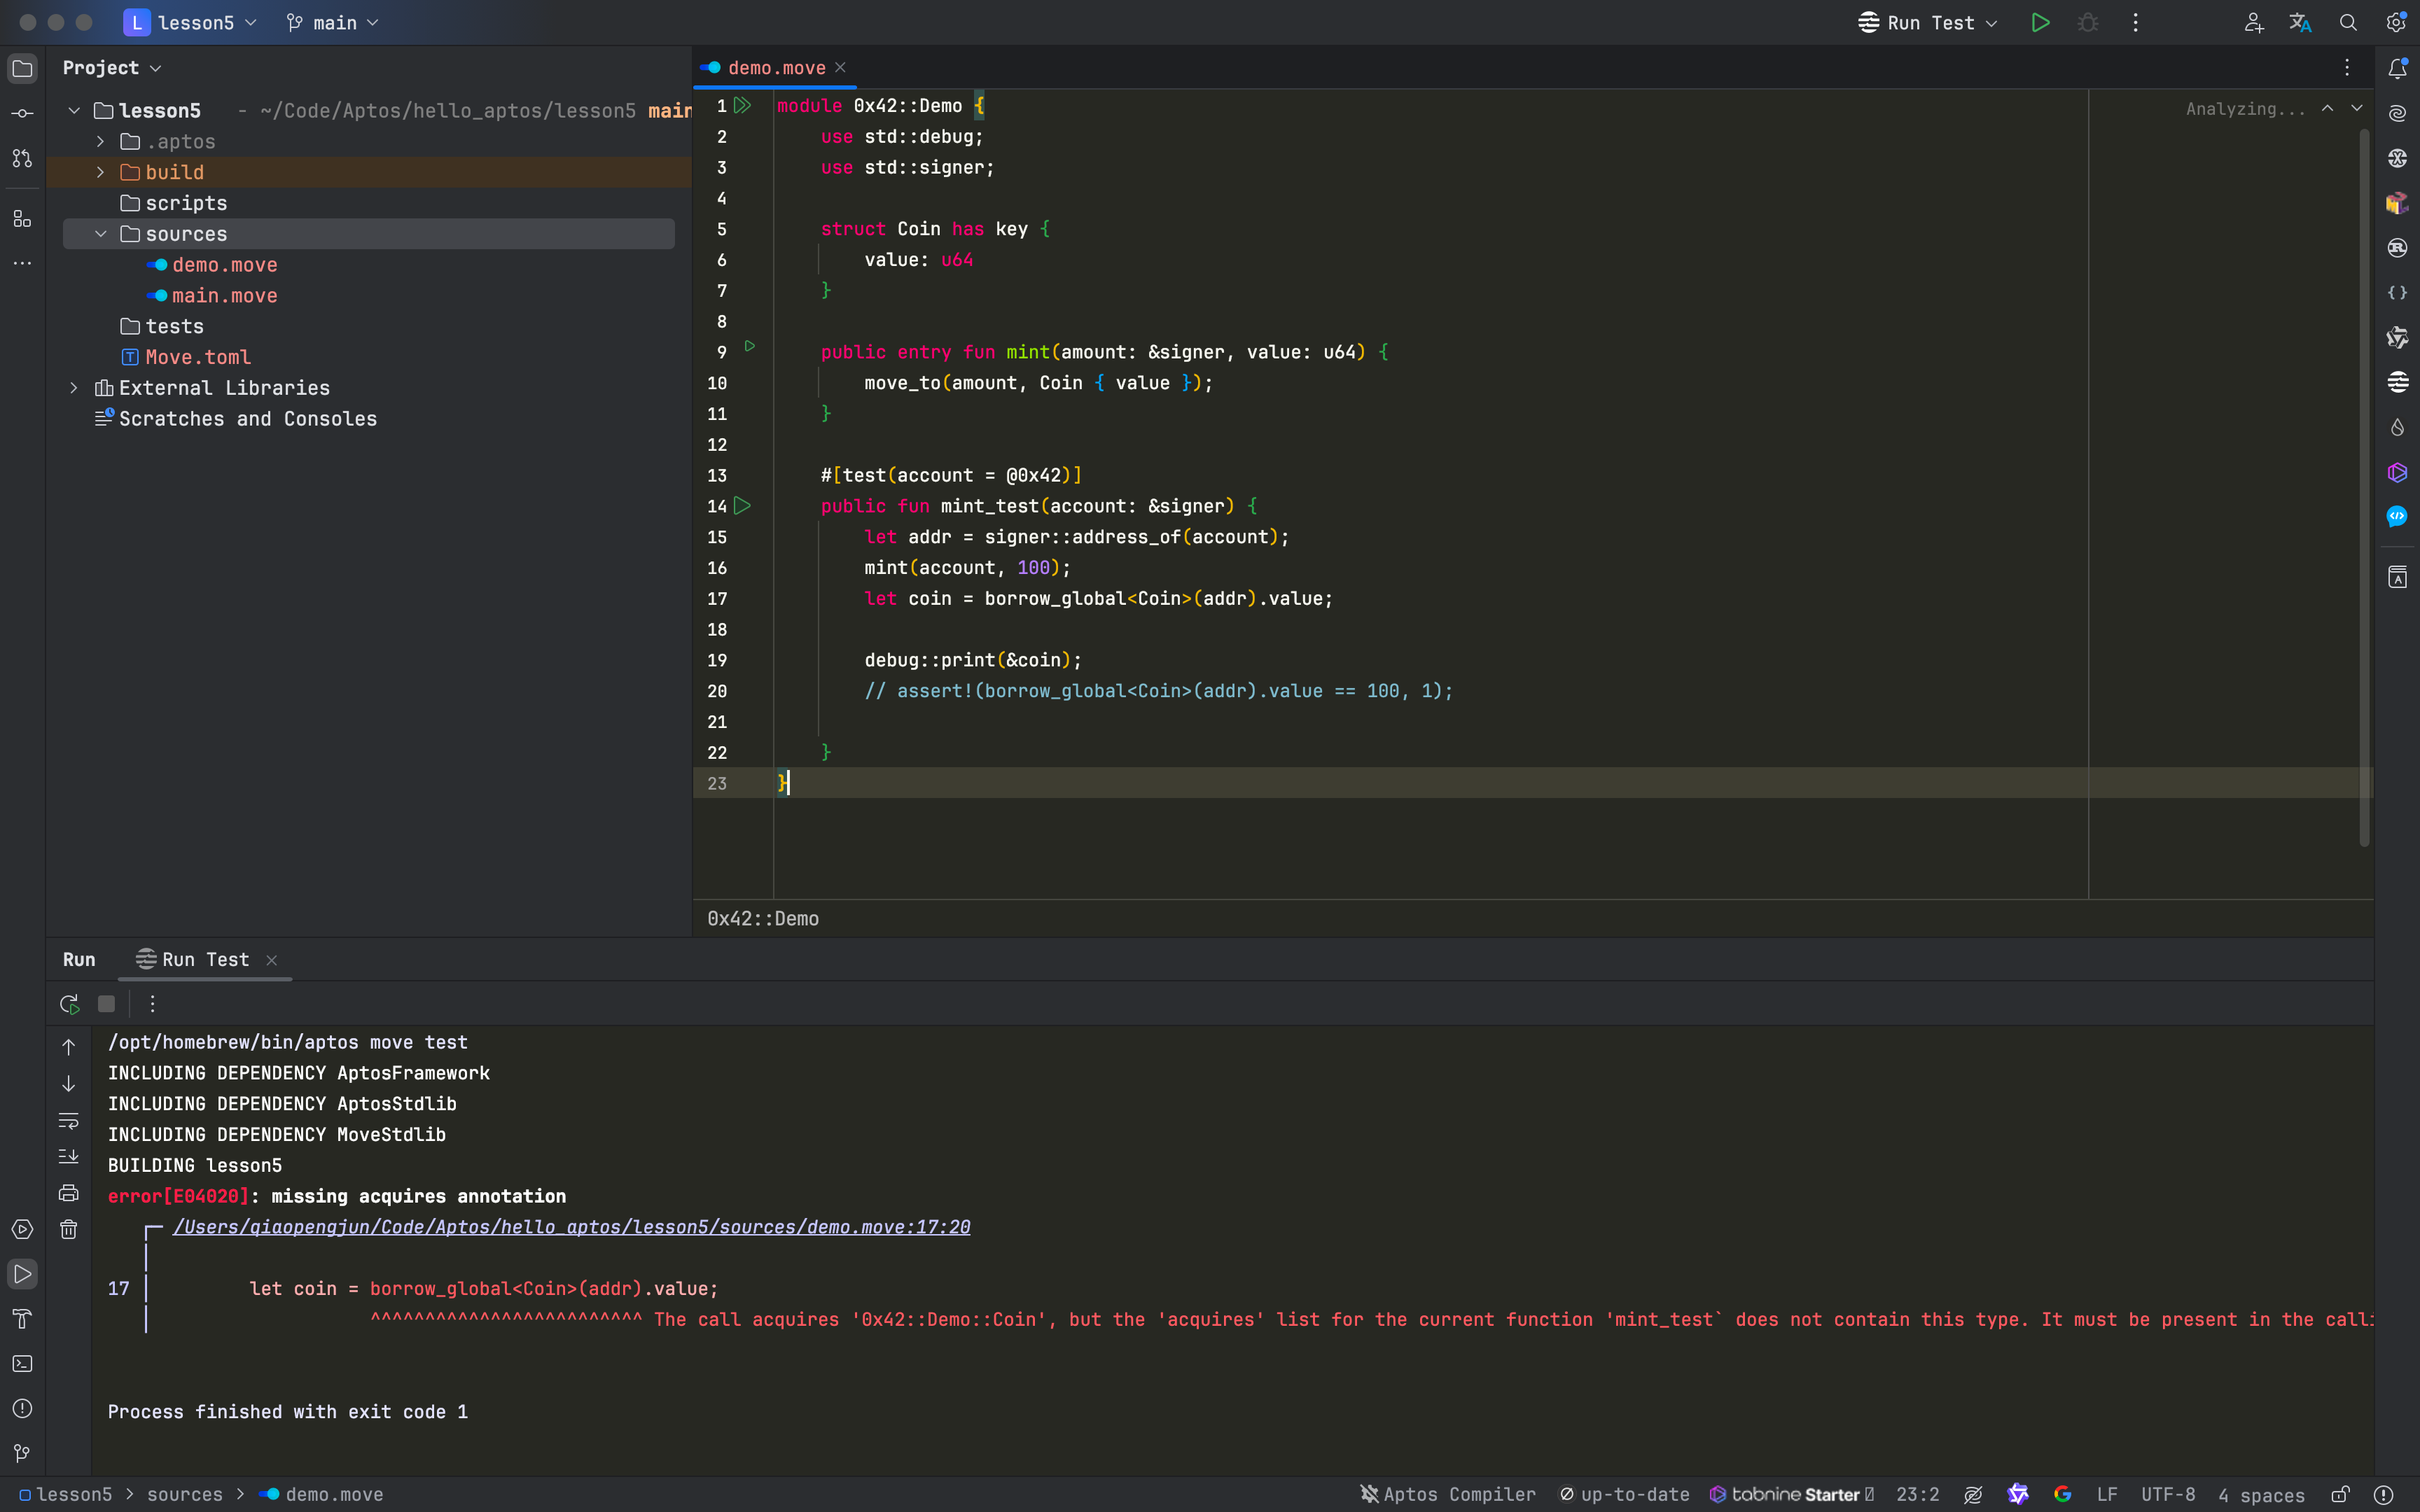 L lesson5 main Run Test
Project
demo.move
lesson5 - ~/Code/Aptos/hello_aptos/lesson5 main
.aptos
build
scripts
sources
demo.move
main.move
tests
T Move.toml
External Libraries
Scratches and Consoles
Analyzing...
1 module 0x42::Demo {
2 use std::debug;
3 use std::signer;
4
5 struct Coin has key {
6 value: u64
7 }
8
9 public entry fun mint(amount: &signer, value: u64) {
10 move_to(amount, Coin { value });
11 }
12
13 #[test(account = @0x42)]
14 public fun mint_test(account: &signer) {
15 let addr = signer::address_of(account);
16 mint(account, 100);
17 let coin = borrow_global<Coin>(addr).value;
18
19 debug::print(&coin);
20 // assert!(borrow_global<Coin>(addr).value == 100, 1);
21
22 }
23 }
0x42::Demo
Run Run Test
/opt/homebrew/bin/aptos move test
INCLUDING DEPENDENCY AptosFramework
INCLUDING DEPENDENCY AptosStdlib
INCLUDING DEPENDENCY MoveStdlib
BUILDING lesson5
error[E04020]: missing acquires annotation
/Users/qiaopengjun/Code/Aptos/hello_aptos/lesson5/sources/demo.move:17:20
17 let coin = borrow_global<Coin>(addr).value;
^^^^^^^^^^^^^^^^^^^^^^^^^ The call acquires '0x42::Demo::Coin', but the 'acquires' list for the current function 'mint_test` does not contain this type. It must be present in the calli
Process finished with exit code 1
lesson5 > sources > demo.move Aptos Compiler up-to-date tabnine Starter 23:2 G LF UTF-8 4 spaces